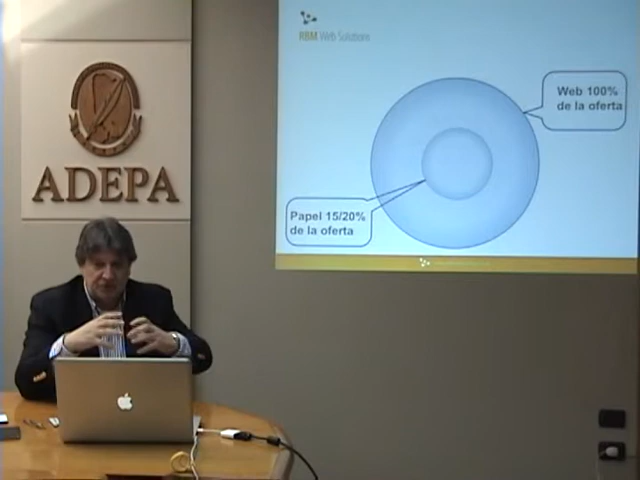 RBM Web Solutions
Web 100%
de la oferta
ADEPA
Papel 15/20%
de la oferta